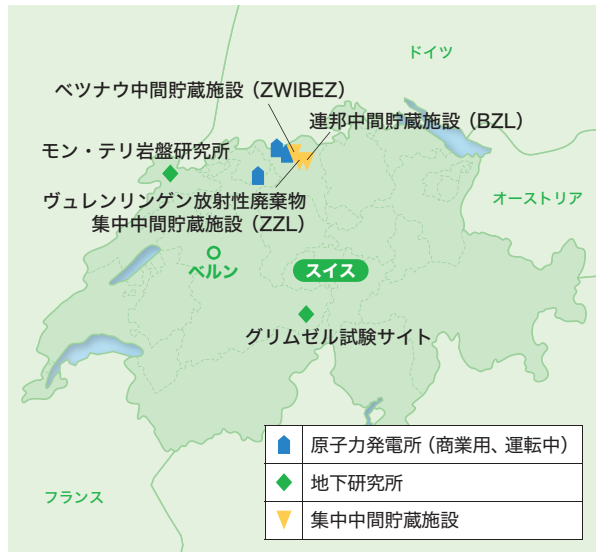 ドイツ
ベツナウ中間貯蔵施設（ZWIBEZ）
連邦中間貯蔵施設（BZL）
モン・テリ岩盤研究所
ヴュレンリンゲン放射性廃棄物
集中中間貯蔵施設（ZZL）
オーストリア
ベルン
スイス
グリムゼル試験サイト
フランス
原子力発電所（商業用、運転中）
地下研究所
集中中間貯蔵施設